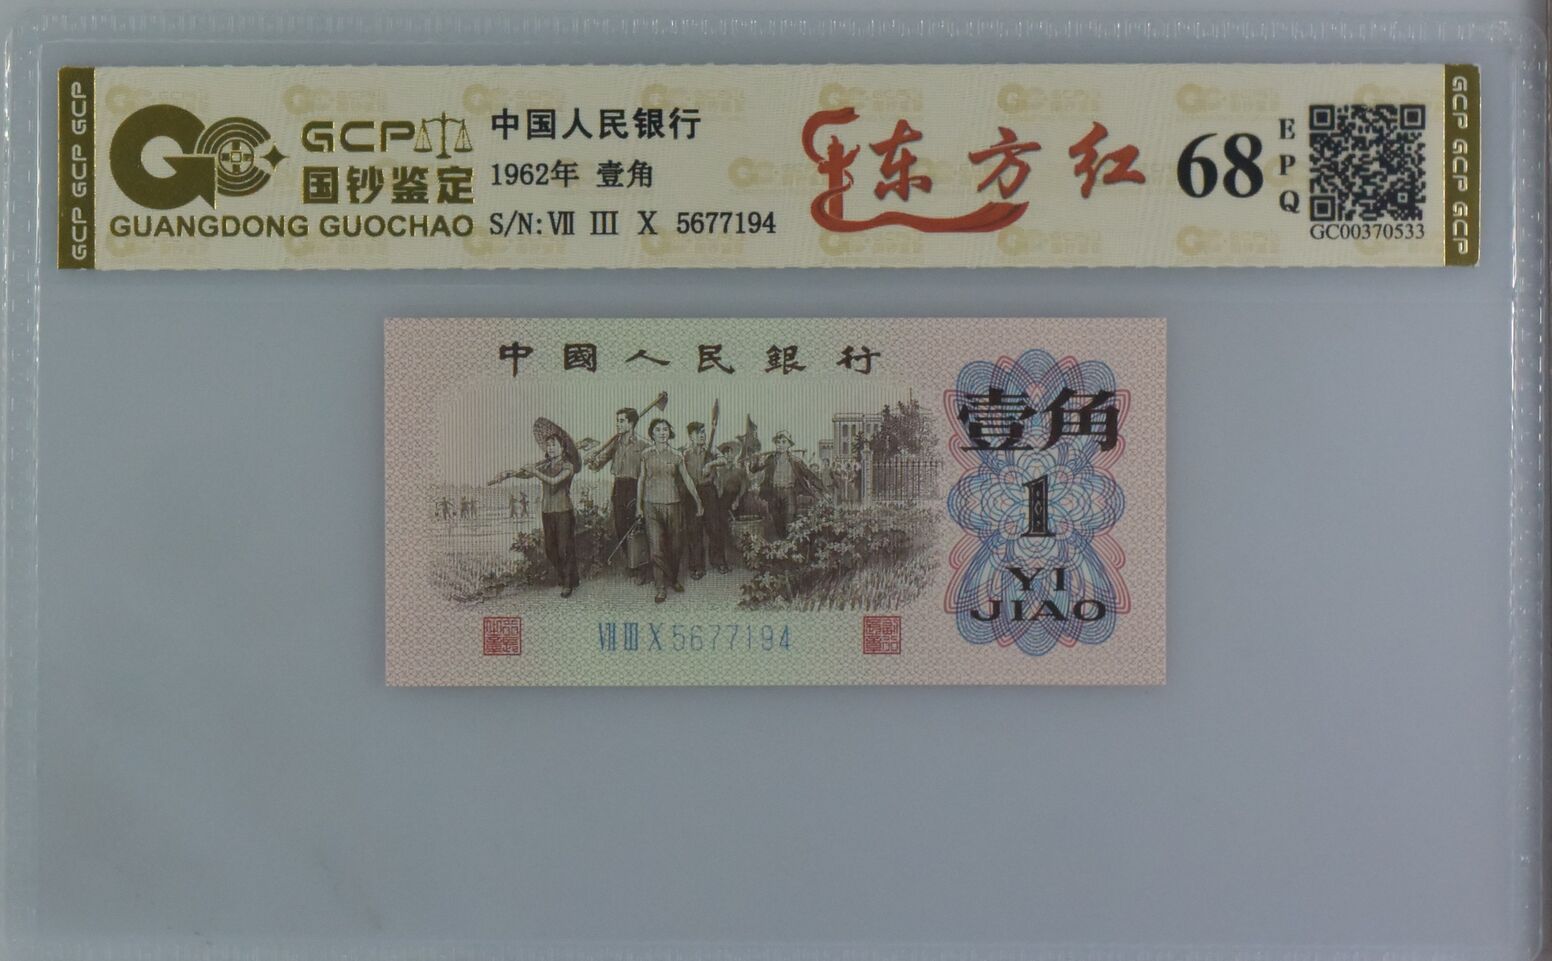 GCP GCP GCP
GCP
国钞鉴定
GUANGDONG GUOCHAO
中国人民银行
1962年 壹角
S/N: Ⅶ Ⅲ Ⅹ 5677194
东方红
68
EPQ
GC00370533
GCP GCP GCP
中國人民銀行
壹角
1
YI
JIAO
Ⅶ Ⅲ Ⅹ 5677194